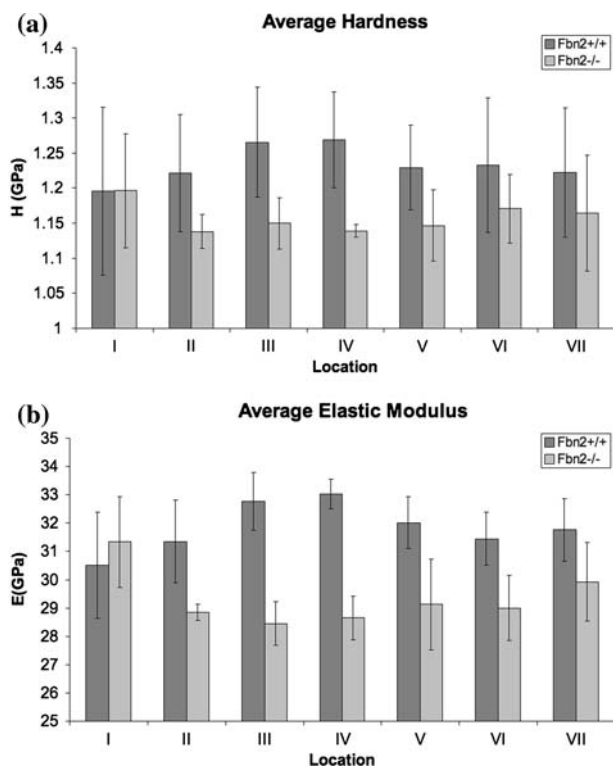 (a)
Average Hardness
Fbn2+/+
Fbn2-/-
1.4
1.35
1.3
1.25
1.2
1.15
1.1
1.05
1
H (GPa)
I II III IV V VI VII
Location
(b)
Average Elastic Modulus
Fbn2+/+
Fbn2-/-
35
34
33
32
31
30
29
28
27
26
25
E(GPa)
I II III IV V VI VII
Location